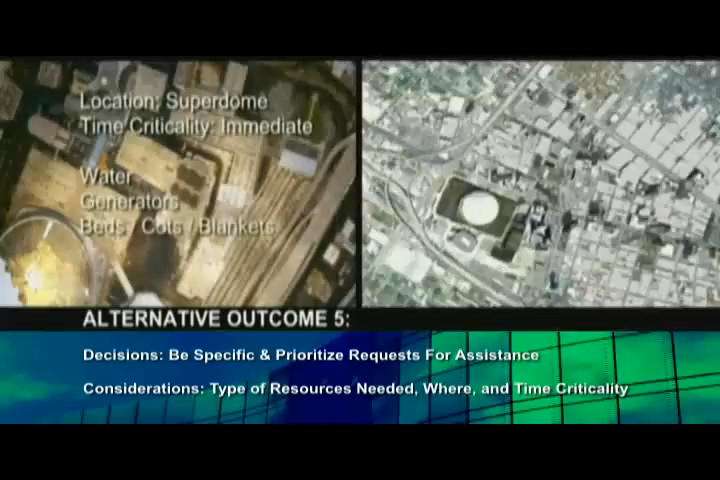 Location: Superdome
Time Criticality: Immediate
Water
Generators
Beds / Cots / Blankets
ALTERNATIVE OUTCOME 5:
Decisions: Be Specific & Prioritize Requests For Assistance
Considerations: Type of Resources Needed, Where, and Time Criticality